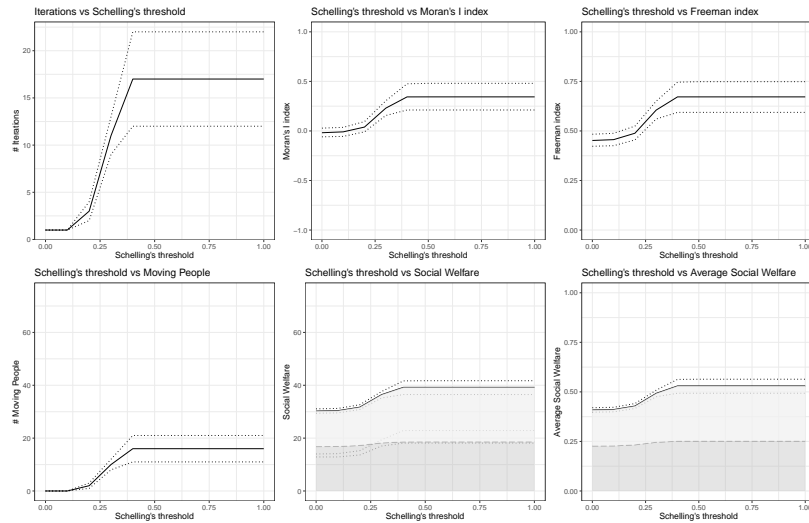 Iterations vs Schelling's threshold
# Iterations
20
15
10
5
0
0.00 0.25 0.50 0.75 1.00
Schelling's threshold
Schelling's threshold vs Moran's I index
Moran's I index
1.0
0.5
0.0
−0.5
−1.0
0.00 0.25 0.50 0.75 1.00
Schelling's threshold
Schelling's threshold vs Freeman index
Freeman index
1.00
0.75
0.50
0.25
0.00
0.00 0.25 0.50 0.75 1.00
Schelling's threshold
Schelling's threshold vs Moving People
# Moving People
60
40
20
0
0.00 0.25 0.50 0.75 1.00
Schelling's threshold
Schelling's threshold vs Social Welfare
Social Welfare
60
40
20
0
0.00 0.25 0.50 0.75 1.00
Schelling's threshold
Schelling's threshold vs Average Social Welfare
Average Social Welfare
1.00
0.75
0.50
0.25
0.00
0.00 0.25 0.50 0.75 1.00
Schelling's threshold